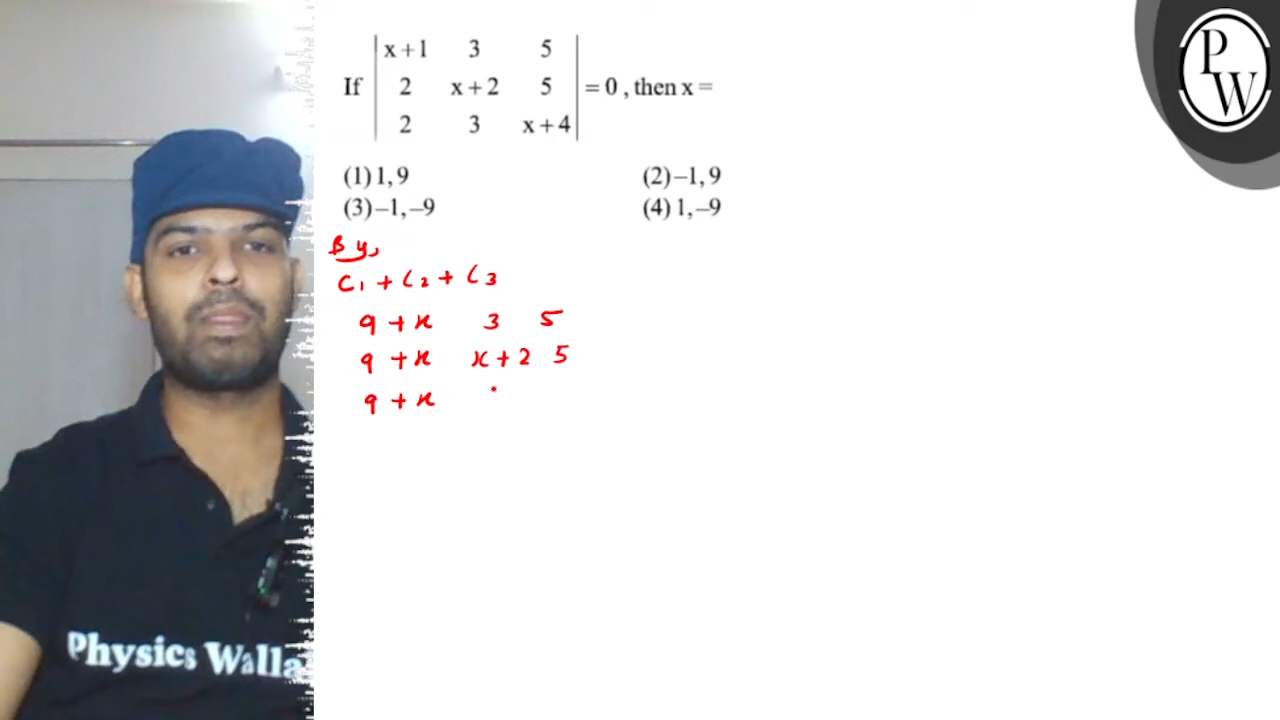 If | x+1 3 5 |
| 2 x+2 5 | = 0 , then x =
| 2 3 x+4 |
(1) 1, 9 (2) –1, 9
(3) –1, –9 (4) 1, –9
By,
C1 + C2 + C3
9 + x 3 5
9 + x x + 2 5
9 + x
P
W
Physics Walla